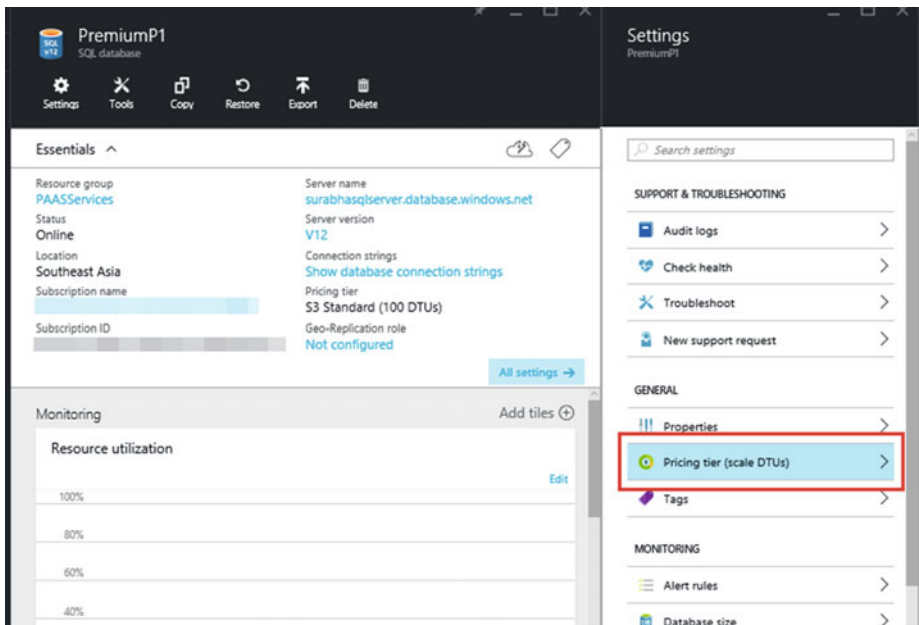 PremiumP1
SQL database
SQL
V12
Settings
Tools
Copy
Restore
Export
Delete
Essentials
Resource group
PAASServices
Status
Online
Location
Southeast Asia
Subscription name
Subscription ID
Server name
surabhasqlserver.database.windows.net
Server version
V12
Connection strings
Show database connection strings
Pricing tier
S3 Standard (100 DTUs)
Geo-Replication role
Not configured
All settings →
Monitoring
Add tiles
Resource utilization
Edit
100%
80%
60%
40%
Settings
PremiumP1
Search settings
SUPPORT & TROUBLESHOOTING
Audit logs
Check health
Troubleshoot
New support request
GENERAL
Properties
Pricing tier (scale DTUs)
Tags
MONITORING
Alert rules
Database size